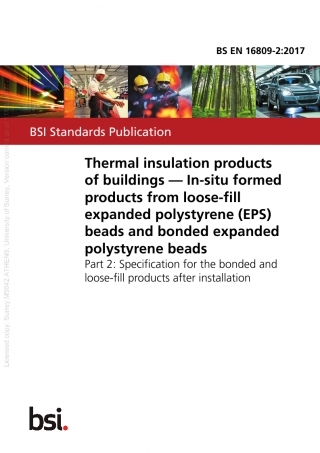 BS EN 16809-2:2017
BSI Standards Publication
Thermal insulation products
of buildings — In-situ formed
products from loose-fill
expanded polystyrene (EPS)
beads and bonded expanded
polystyrene beads
Part 2: Specification for the bonded and
loose-fill products after installation
bsi.
Licensed copy: Surrey M5042 ATHENS, University of Surrey, Version correct as of